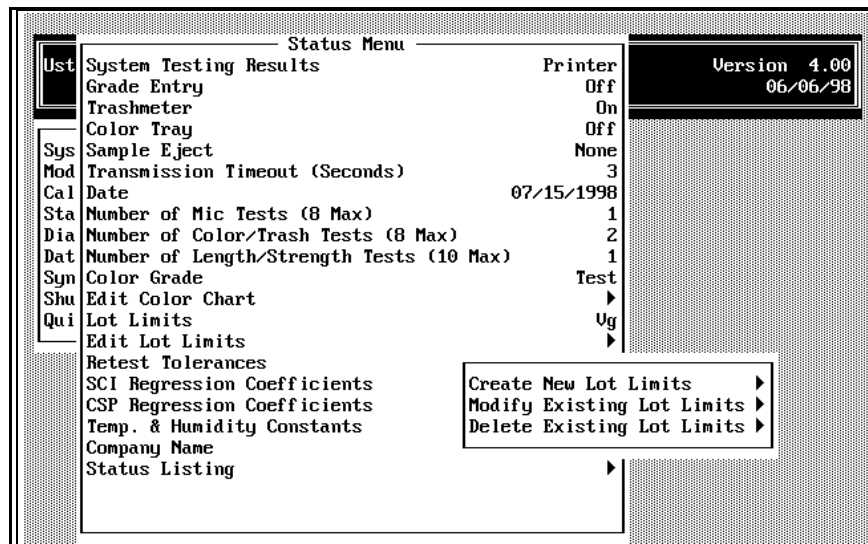 Status Menu
Ust
Version 4.00
06/06/98
System Testing Results Printer
Grade Entry Off
Trashmeter On
Color Tray Off
Sys Sample Eject None
Mod Transmission Timeout (Seconds) 3
Cal Date 07/15/1998
Sta Number of Mic Tests (8 Max) 1
Dia Number of Color/Trash Tests (8 Max) 2
Dat Number of Length/Strength Tests (10 Max) 1
Syn Color Grade Test
Shu Edit Color Chart
Qui Lot Limits Vg
Edit Lot Limits
Retest Tolerances
SCI Regression Coefficients
CSP Regression Coefficients
Temp. & Humidity Constants
Company Name
Status Listing
Create New Lot Limits
Modify Existing Lot Limits
Delete Existing Lot Limits